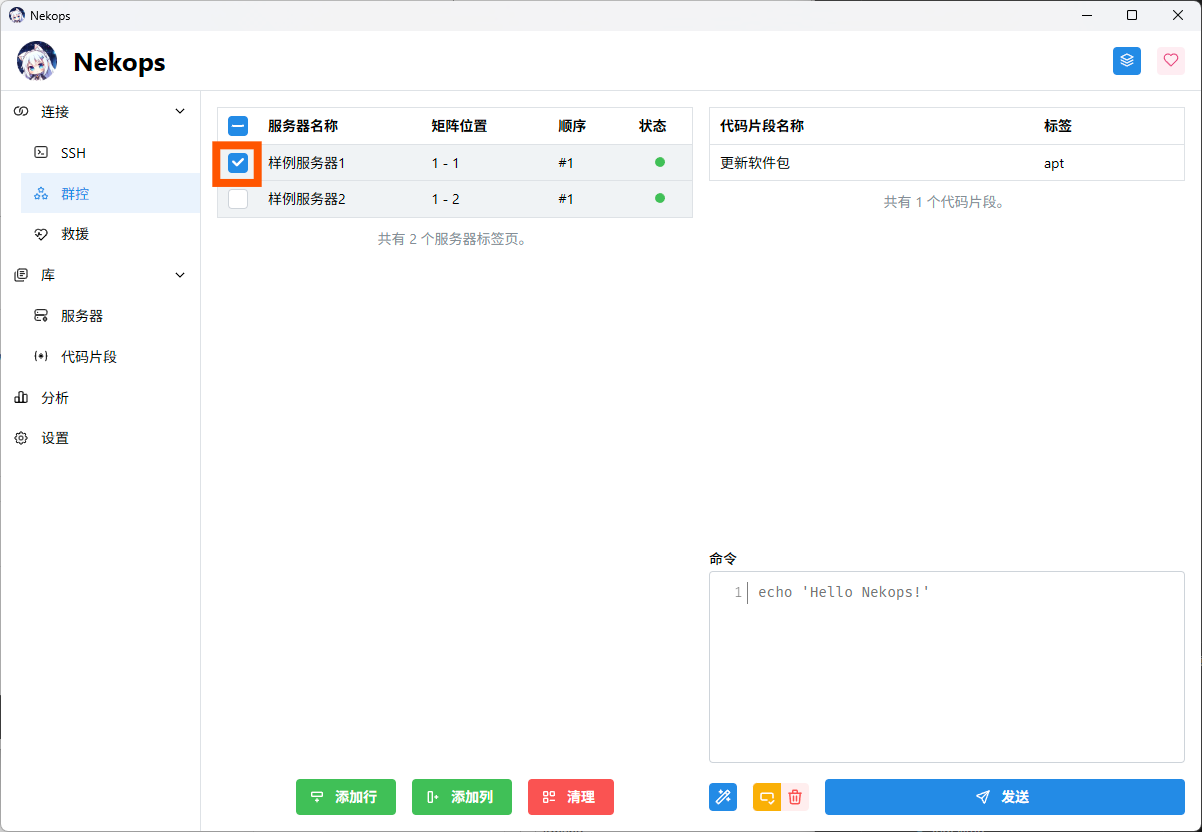 Nekops
Nekops
连接
SSH
群控
救援
库
服务器
代码片段
分析
设置
服务器名称 矩阵位置 顺序 状态
样例服务器1 1 - 1 #1
样例服务器2 1 - 2 #1
共有 2 个服务器标签页。
添加行 添加列 清理
代码片段名称 标签
更新软件包 apt
共有 1 个代码片段。
命令
1 echo 'Hello Nekops!'
发送